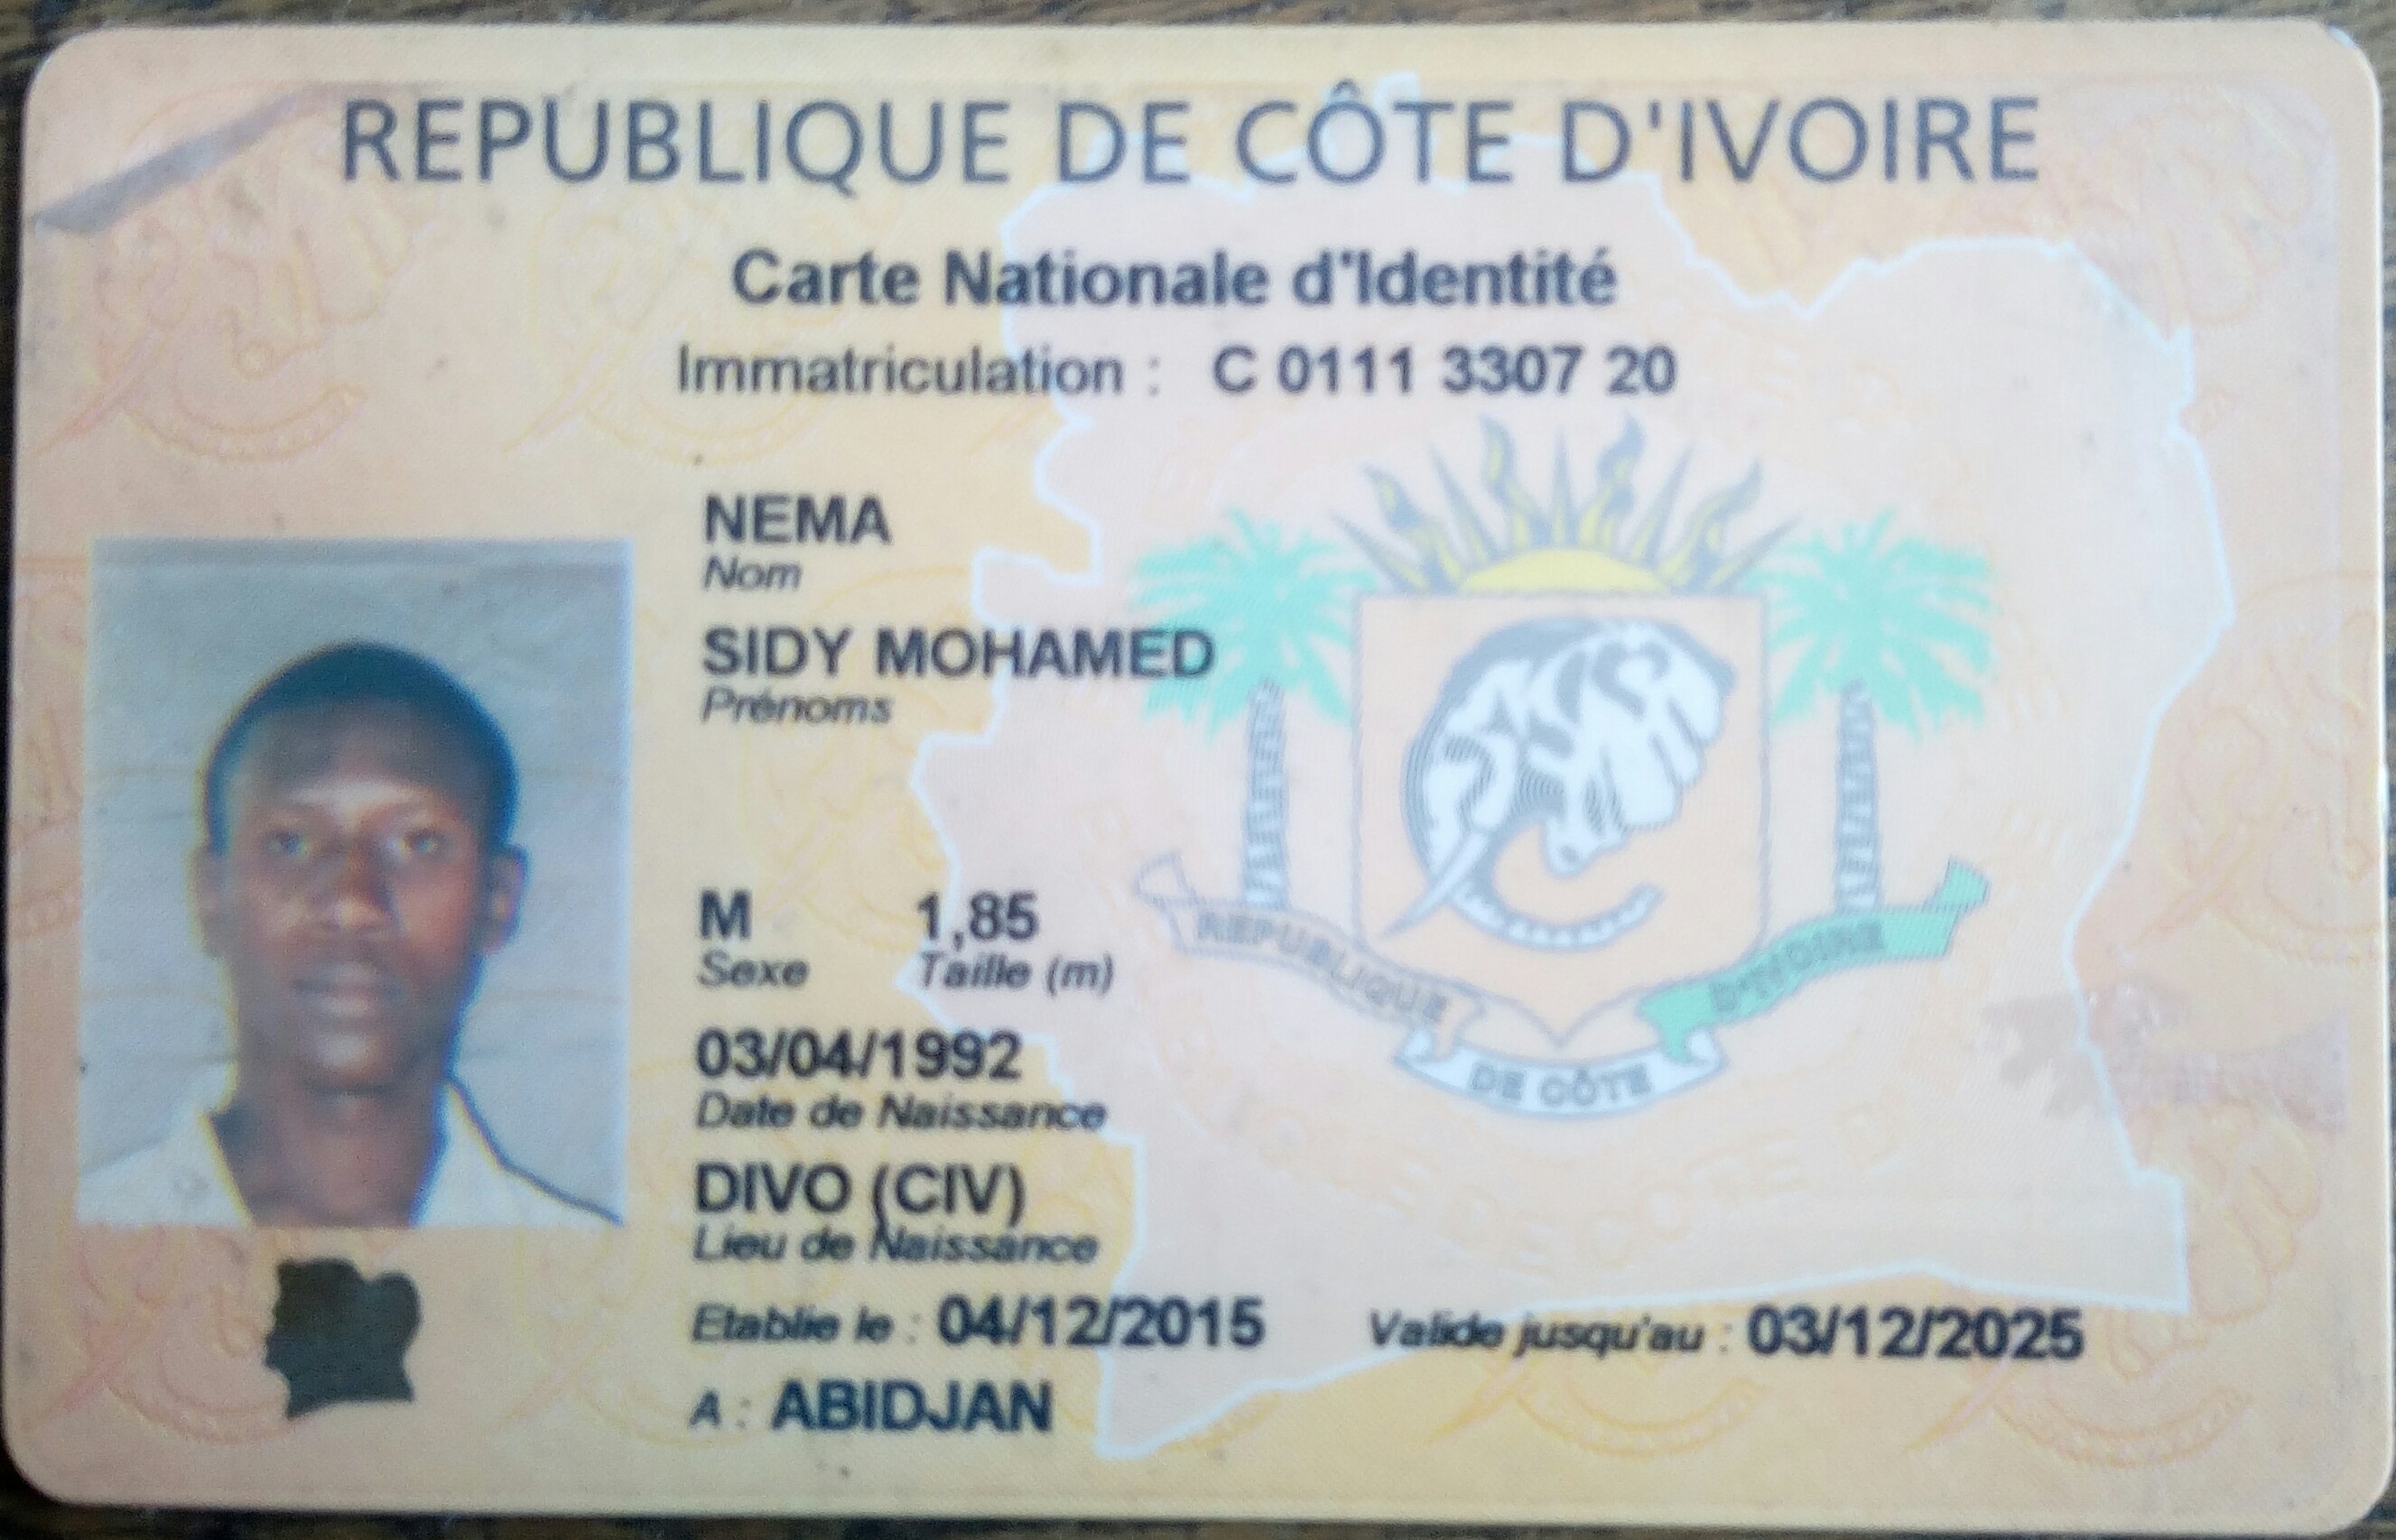 REPUBLIQUE DE CÔTE D'IVOIRE
Carte Nationale d'Identité
Immatriculation : C 0111 3307 20
NEMA
Nom
SIDY MOHAMED
Prénoms
M 1,85
Sexe Taille (m)
03/04/1992
Date de Naissance
DIVO (CIV)
Lieu de Naissance
Etablie le : 04/12/2015 Valide jusqu'au : 03/12/2025
A : ABIDJAN
REPUBLIQUE
DE CÔTE
D'IVOIRE